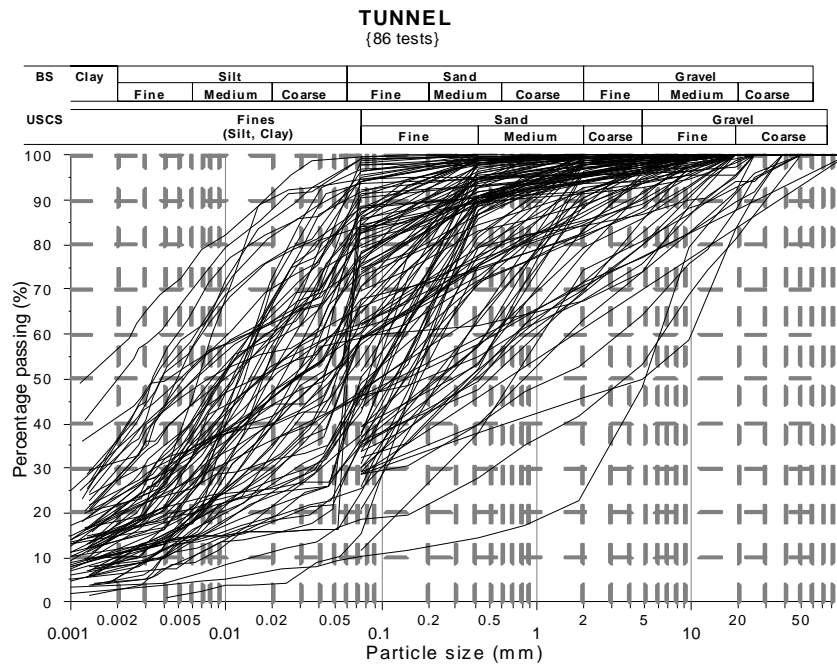 TUNNEL
{86 tests}
BS Clay Silt Sand Gravel
Fine Medium Coarse Fine Medium Coarse Fine Medium Coarse
USCS Fines (Silt, Clay) Sand Gravel
Fine Medium Coarse Fine Coarse
100
90
80
70
60
50
40
30
20
10
0
Percentage passing (%)
0.001 0.002 0.005 0.01 0.02 0.05 0.1 0.2 0.5 1 2 5 10 20 50
Particle size (mm)